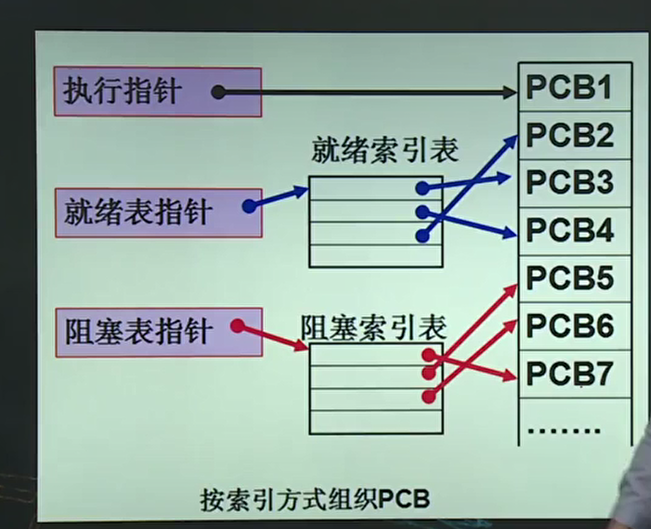 执行指针
PCB1
就绪索引表
PCB2
就绪表指针
PCB3
PCB4
阻塞表指针
阻塞索引表
PCB5
PCB6
PCB7
.......
按索引方式组织PCB